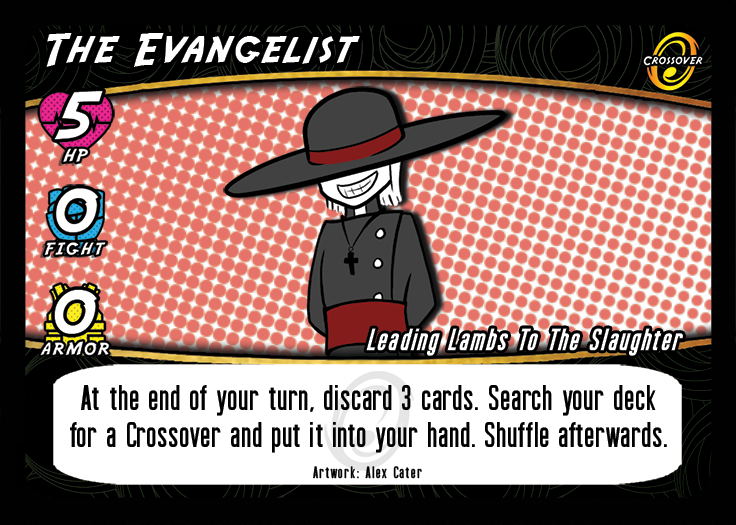 The Evangelist
Crossover
5
HP
0
Fight
0
Armor
Leading Lambs To The Slaughter
At the end of your turn, discard 3 cards. Search your deck
for a Crossover and put it into your hand. Shuffle afterwards.
Artwork: Alex Cater